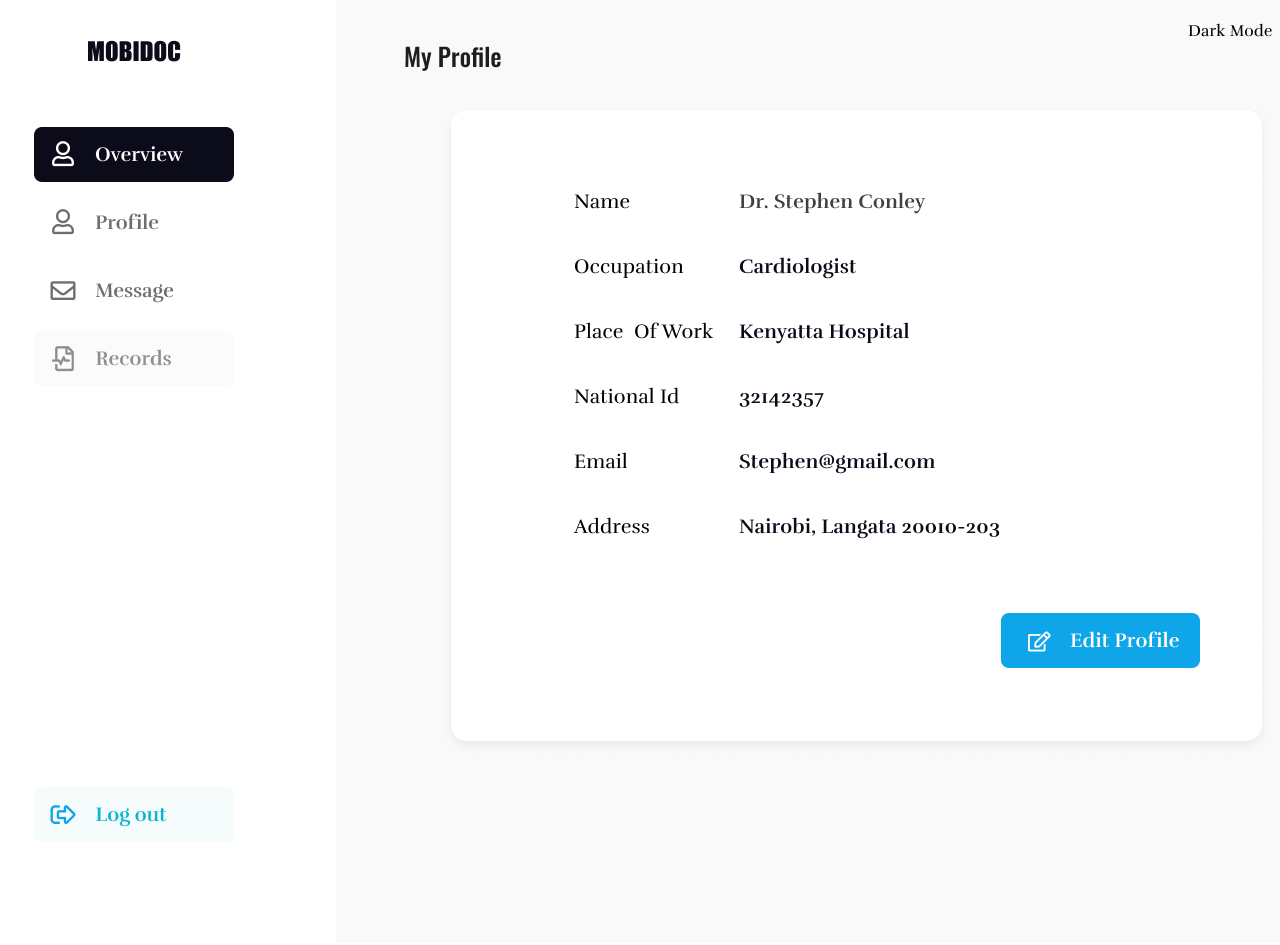 MOBIDOC
Overview
Profile
Message
Records
Log out
Dark Mode
My Profile
Name Dr. Stephen Conley
Occupation Cardiologist
Place Of Work Kenyatta Hospital
National Id 32142357
Email Stephen@gmail.com
Address Nairobi, Langata 20010-203
Edit Profile